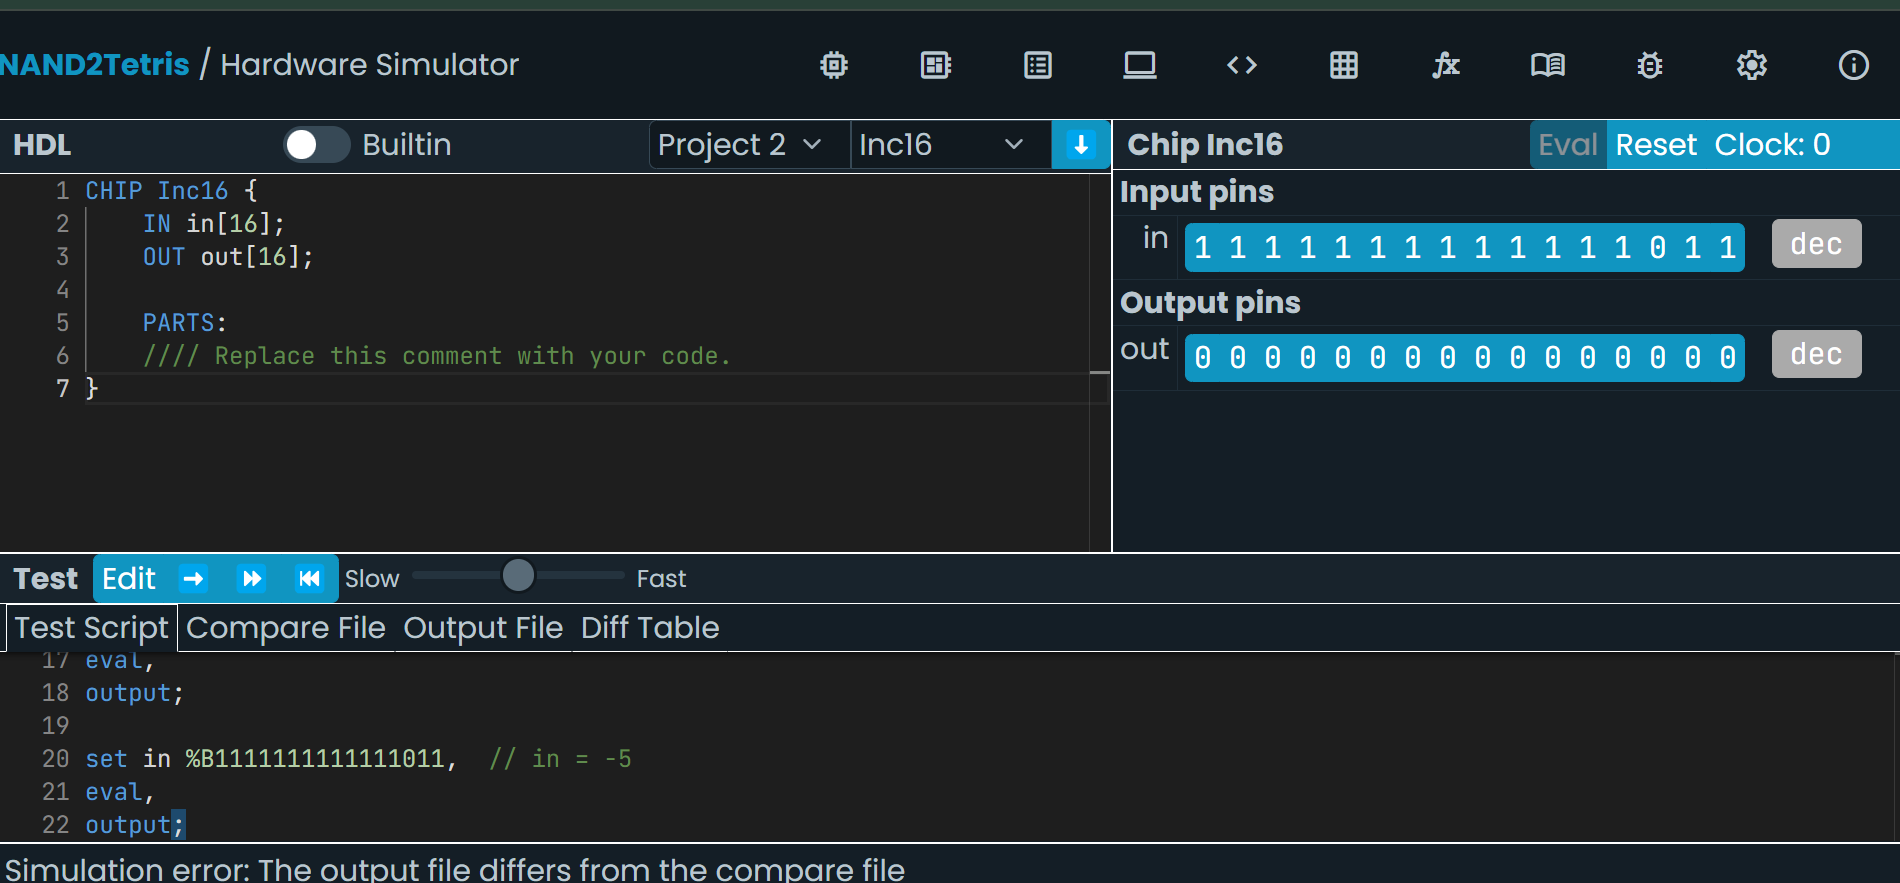 NAND2Tetris / Hardware Simulator
HDL Builtin Project 2 Inc16
1 CHIP Inc16 {
2 IN in[16];
3 OUT out[16];
4
5 PARTS:
6 //// Replace this comment with your code.
7 }
Chip Inc16 Eval Reset Clock: 0
Input pins
in 1 1 1 1 1 1 1 1 1 1 1 1 1 0 1 1 dec
Output pins
out 0 0 0 0 0 0 0 0 0 0 0 0 0 0 0 0 dec
Test Edit Slow Fast
Test Script Compare File Output File Diff Table
17 eval,
18 output;
19
20 set in %B1111111111111011, // in = -5
21 eval,
22 output;
Simulation error: The output file differs from the compare file